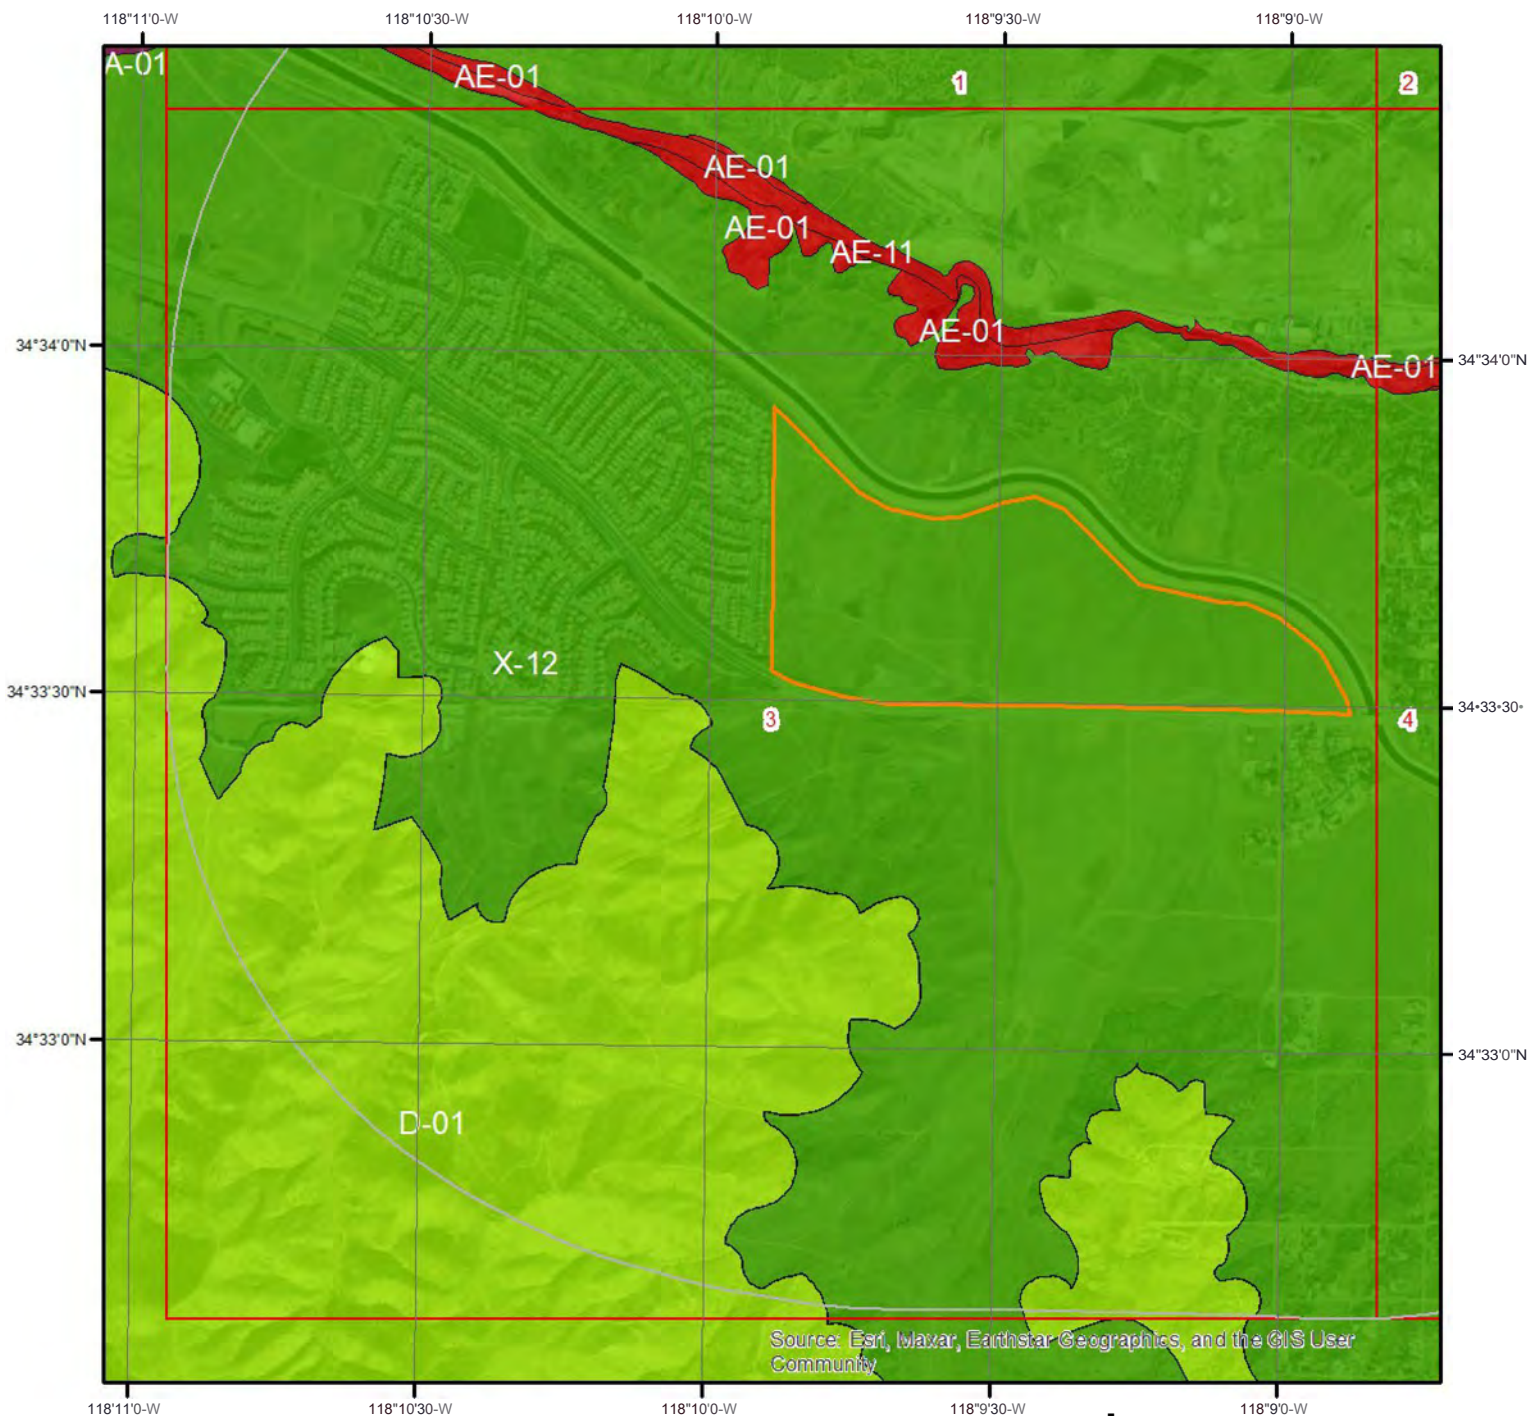 118°11'0-W 118"10'30-W 118"10'0-W 118"9'30-W 118"9'0-W
A-01
AE-01
1
2
AE-01
AE-01
AE-11
AE-01
34°34'0"N
34"34'0"N
AE-01
X-12
34°33'30"N
34°33•30°
3
4
34°33'0"N
34"33'0"N
D-01
Source: Esri, Maxar, Earthstar Geographics, and the GIS User
Community
118"11'0-W 118"10'30-W 118"10'0-W 118"9'30-W 118"9'0-W